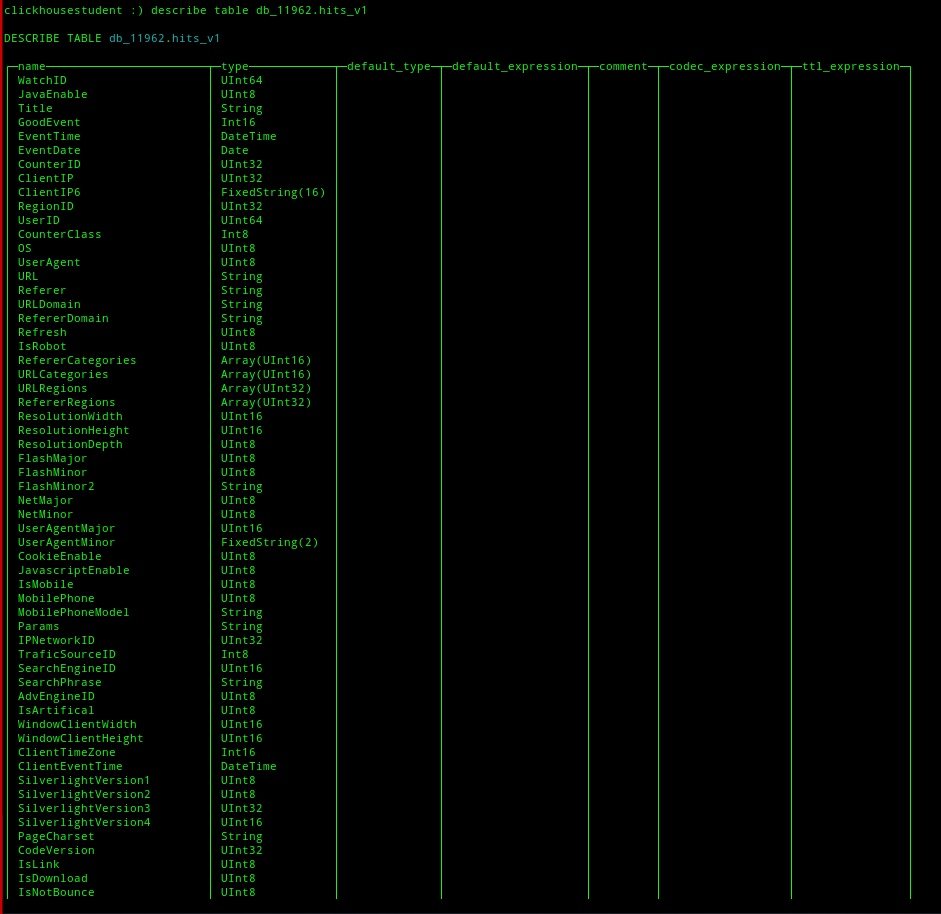 clickhousestudent :) describe table db_11962.hits_v1
DESCRIBE TABLE db_11962.hits_v1
name type default_type default_expression comment codec_expression ttl_expression
WatchID UInt64
JavaEnable UInt8
Title String
GoodEvent Int16
EventTime DateTime
EventDate Date
CounterID UInt32
ClientIP UInt32
ClientIP6 FixedString(16)
RegionID UInt32
UserID UInt64
CounterClass Int8
OS UInt8
UserAgent UInt8
URL String
Referer String
URLDomain String
RefererDomain String
Refresh UInt8
IsRobot UInt8
RefererCategories Array(UInt16)
URLCategories Array(UInt16)
URLRegions Array(UInt32)
RefererRegions Array(UInt32)
ResolutionWidth UInt16
ResolutionHeight UInt16
ResolutionDepth UInt8
FlashMajor UInt8
FlashMinor UInt8
FlashMinor2 String
NetMajor UInt8
NetMinor UInt8
UserAgentMajor UInt16
UserAgentMinor FixedString(2)
CookieEnable UInt8
JavascriptEnable UInt8
IsMobile UInt8
MobilePhone UInt8
MobilePhoneModel String
Params String
IPNetworkID UInt32
TraficSourceID Int8
SearchEngineID UInt16
SearchPhrase String
AdvEngineID UInt8
IsArtifical UInt8
WindowClientWidth UInt16
WindowClientHeight UInt16
ClientTimeZone Int16
ClientEventTime DateTime
SilverlightVersion1 UInt8
SilverlightVersion2 UInt8
SilverlightVersion3 UInt32
SilverlightVersion4 UInt16
PageCharset String
CodeVersion UInt32
IsLink UInt8
IsDownload UInt8
IsNotBounce UInt8